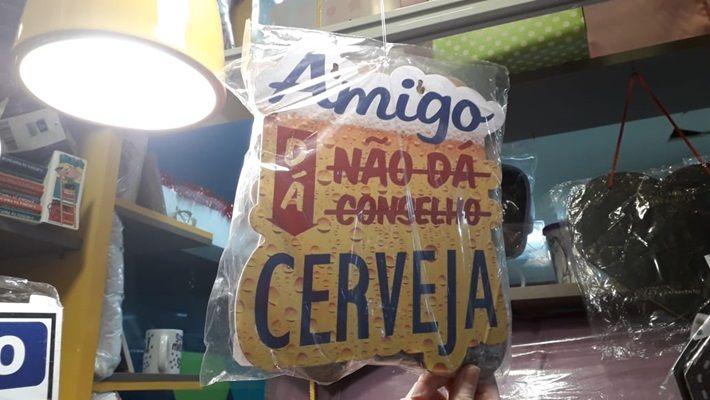 Amigo
DÁ
NÃO DÁ
CONSELHO
CERVEJA
O